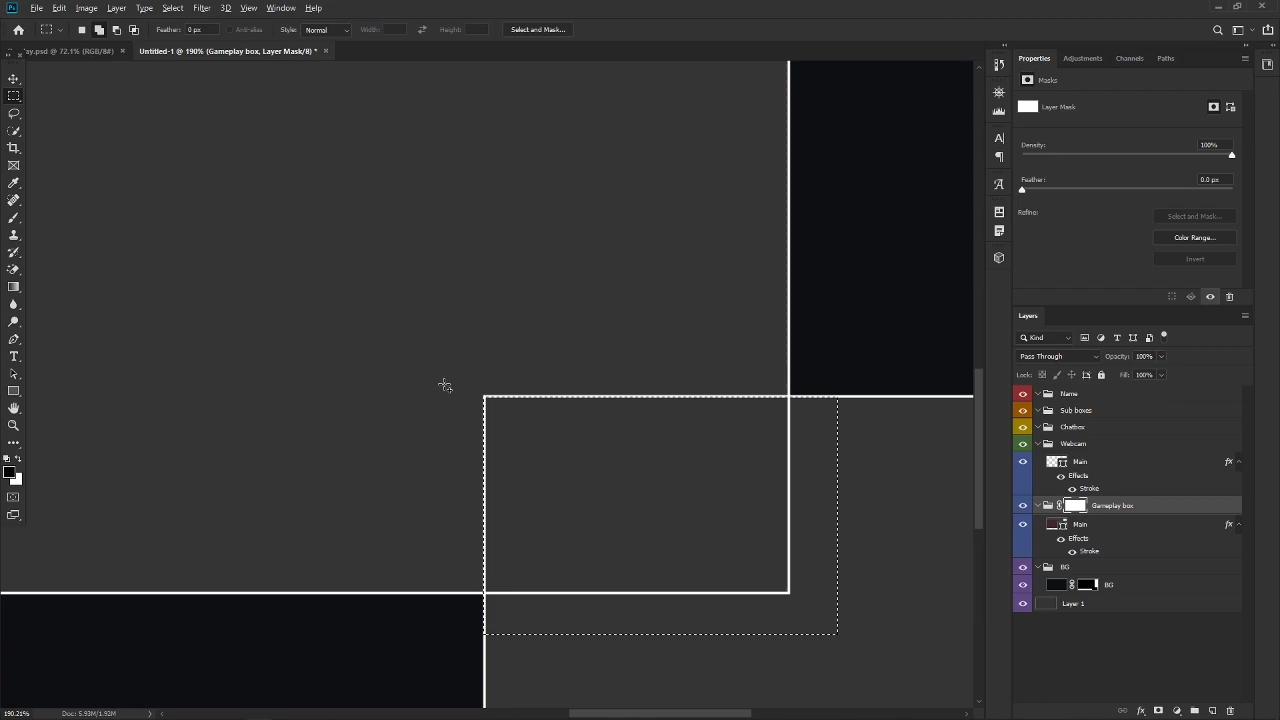 Ps File Edit Image Layer Type Select Filter 3D View Window Help
Feather: 0 px Anti-alias Style: Normal Width: Height: Select and Mask...
ay.psd @ 72.1% (RGB/8#) × Untitled-1 @ 190% (Gameplay box, Layer Mask/8) * ×
Properties Adjustments Channels Paths
Masks
Layer Mask
Density: 100%
Feather: 0.0 px
Refine: Select and Mask...
Color Range...
Invert
Layers
Kind
Pass Through Opacity: 100%
Lock: Fill: 100%
Name
Sub boxes
Chatbox
Webcam
Main fx
Effects
Stroke
Gameplay box
Main fx
Effects
Stroke
BG
BG
Layer 1
190.21% Doc: 5.93M/1.92M